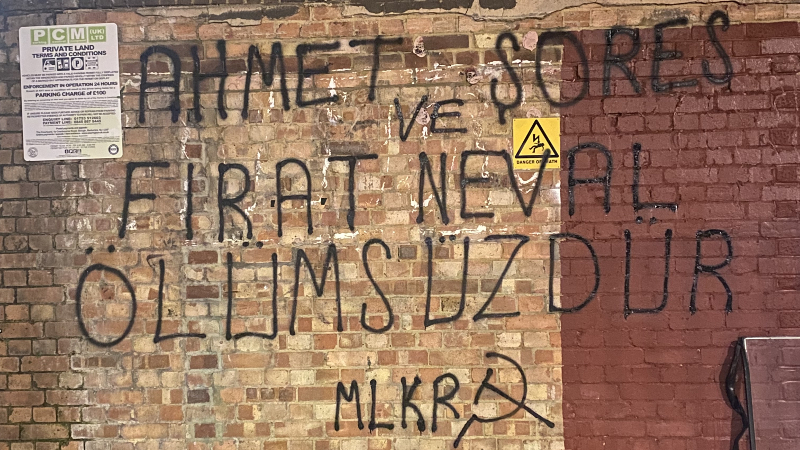 PCM (UK) LTD
PRIVATE LAND
TERMS AND CONDITIONS
ENFORCEMENT IN OPERATION 24 HOURS
PARKING CHARGE of £100
AHMET ŞORES
VE
DANGER OF DEATH
FIRAT NEVAL
ÖLÜMSÜZDÜR
MLKR